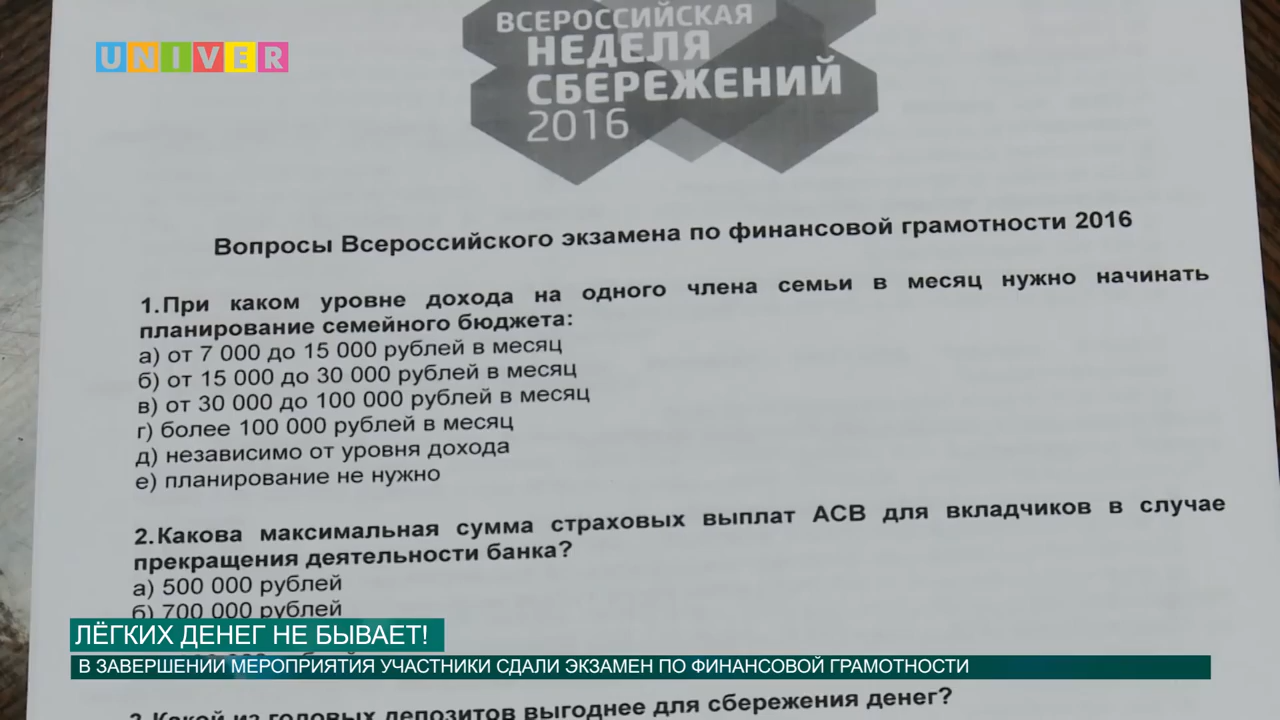 UNIVER
ВСЕРОССИЙСКАЯ
НЕДЕЛЯ
СБЕРЕЖЕНИЙ
2016
Вопросы Всероссийского экзамена по финансовой грамотности 2016
1.При каком уровне дохода на одного члена семьи в месяц нужно начинать
планирование семейного бюджета:
а) от 7 000 до 15 000 рублей в месяц
б) от 15 000 до 30 000 рублей в месяц
в) от 30 000 до 100 000 рублей в месяц
г) более 100 000 рублей в месяц
д) независимо от уровня дохода
е) планирование не нужно
2.Какова максимальная сумма страховых выплат АСВ для вкладчиков в случае
прекращения деятельности банка?
а) 500 000 рублей
б) 700 000 рублей
ЛЁГКИХ ДЕНЕГ НЕ БЫВАЕТ!
В ЗАВЕРШЕНИИ МЕРОПРИЯТИЯ УЧАСТНИКИ СДАЛИ ЭКЗАМЕН ПО ФИНАНСОВОЙ ГРАМОТНОСТИ
3.Какой из годовых депозитов выгоднее для сбережения денег?